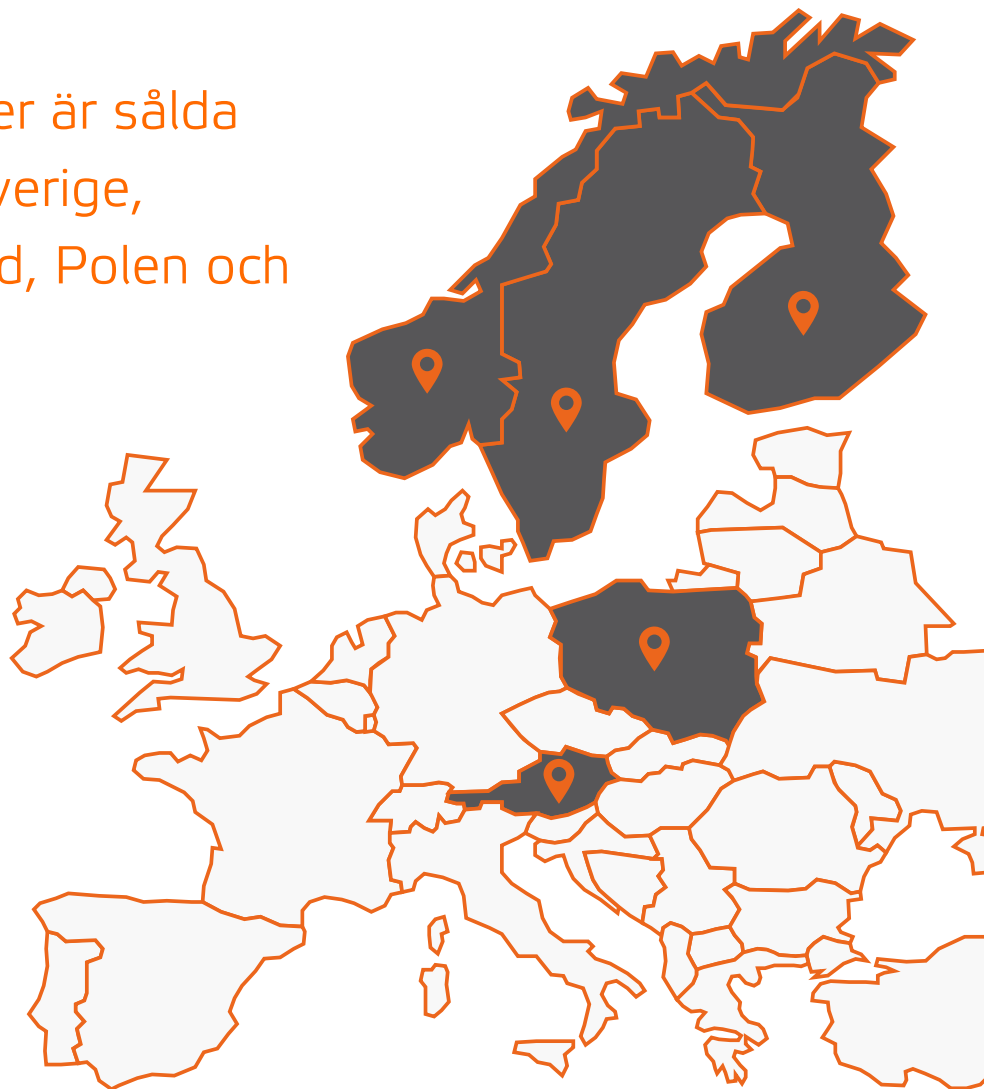 er är sålda
verige,
d, Polen och